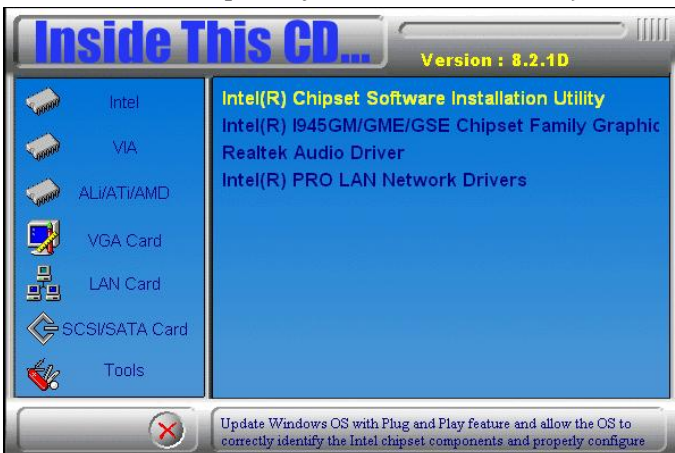 Inside This CD...
Version : 8.2.1D
Intel
VIA
ALi/ATi/AMD
VGA Card
LAN Card
SCSI/SATA Card
Tools
Intel(R) Chipset Software Installation Utility
Intel(R) I945GM/GME/GSE Chipset Family Graphic
Realtek Audio Driver
Intel(R) PRO LAN Network Drivers
Update Windows OS with Plug and Play feature and allow the OS to
correctly identify the Intel chipset components and properly configure